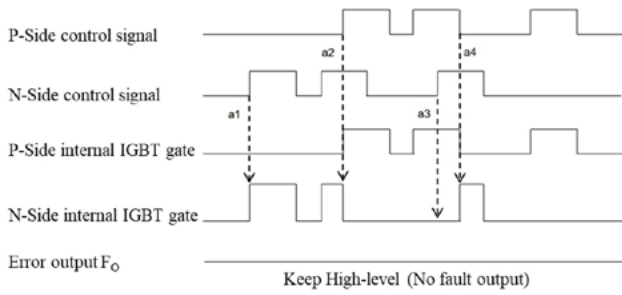 P-Side control signal
a2
a4
N-Side control signal
a1
a3
P-Side internal IGBT gate
N-Side internal IGBT gate
Error output FO
Keep High-level (No fault output)